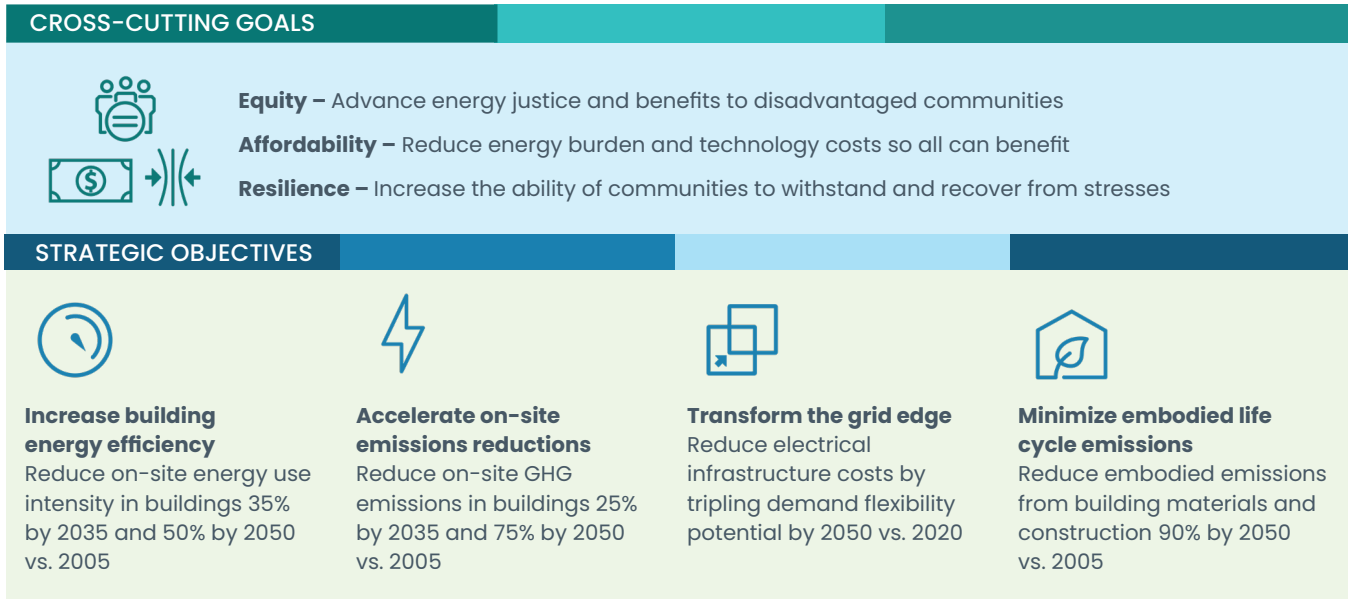 CROSS-CUTTING GOALS
Equity – Advance energy justice and benefits to disadvantaged communities
Affordability – Reduce energy burden and technology costs so all can benefit
$
Resilience – Increase the ability of communities to withstand and recover from stresses
STRATEGIC OBJECTIVES
Increase building
energy efficiency
Reduce on-site energy use
intensity in buildings 35%
by 2035 and 50% by 2050
vs. 2005
Accelerate on-site
emissions reductions
Reduce on-site GHG
emissions in buildings 25%
by 2035 and 75% by 2050
vs. 2005
Transform the grid edge
Reduce electrical
infrastructure costs by
tripling demand flexibility
potential by 2050 vs. 2020
Minimize embodied life
cycle emissions
Reduce embodied emissions
from building materials and
construction 90% by 2050
vs. 2005